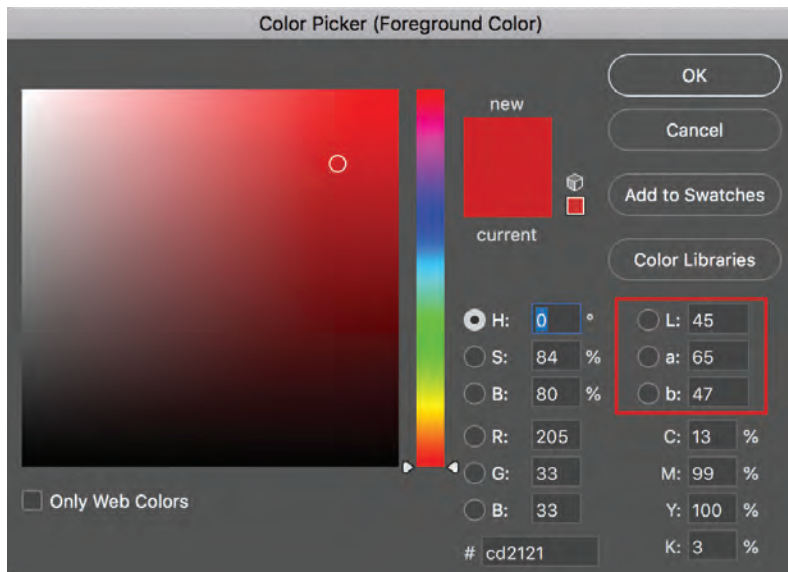 Color Picker (Foreground Color)
new
current
OK
Cancel
Add to Swatches
Color Libraries
H: 0 °
S: 84 %
B: 80 %
R: 205
G: 33
B: 33
# cd2121
L: 45
a: 65
b: 47
C: 13 %
M: 99 %
Y: 100 %
K: 3 %
Only Web Colors